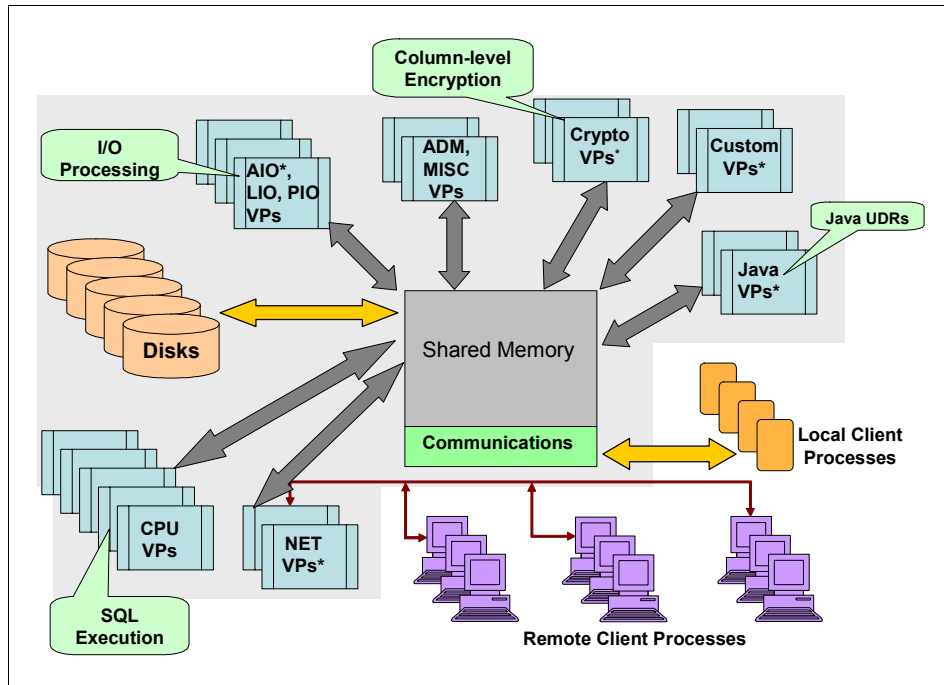 Column-level
Encryption
I/O
Processing
AIO*,
LIO, PIO
VPs
ADM,
MISC
VPs
Crypto
VPs*
Custom
VPs*
Java UDRs
Java
VPs*
Disks
Shared Memory
Communications
Local Client
Processes
CPU
VPs
NET
VPs*
SQL
Execution
Remote Client Processes